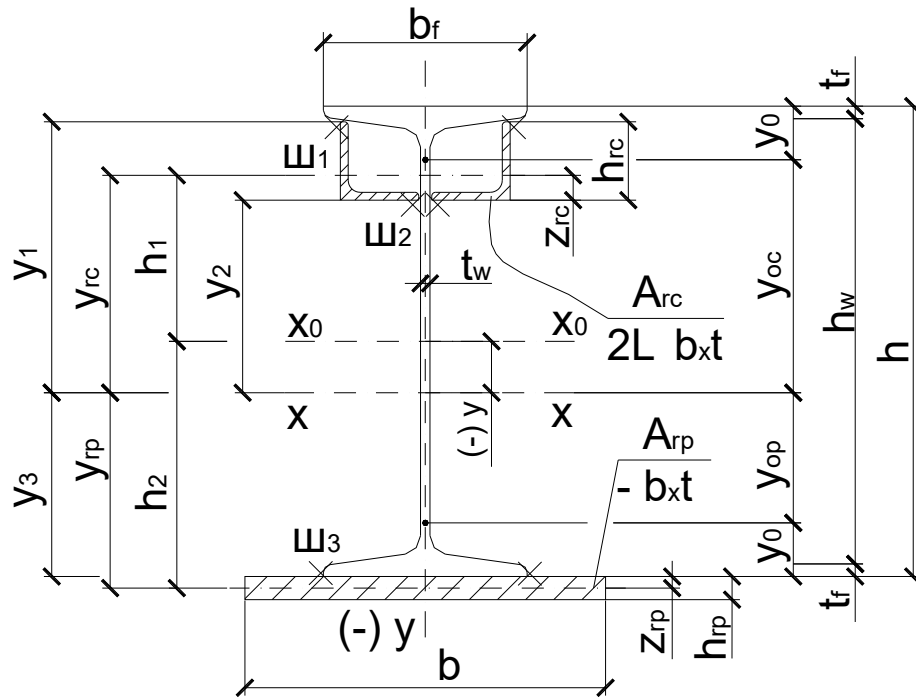 bf
tf
y0
ш1
hrc
zrc
ш2
y1
yrc
h1
y2
tw
Arc
2L bxt
yoc
hw
h
x0
x0
x
x
(-) y
y3
yrp
h2
Arp
- bxt
yop
ш3
y0
tf
(-) y
zrp
hrp
b